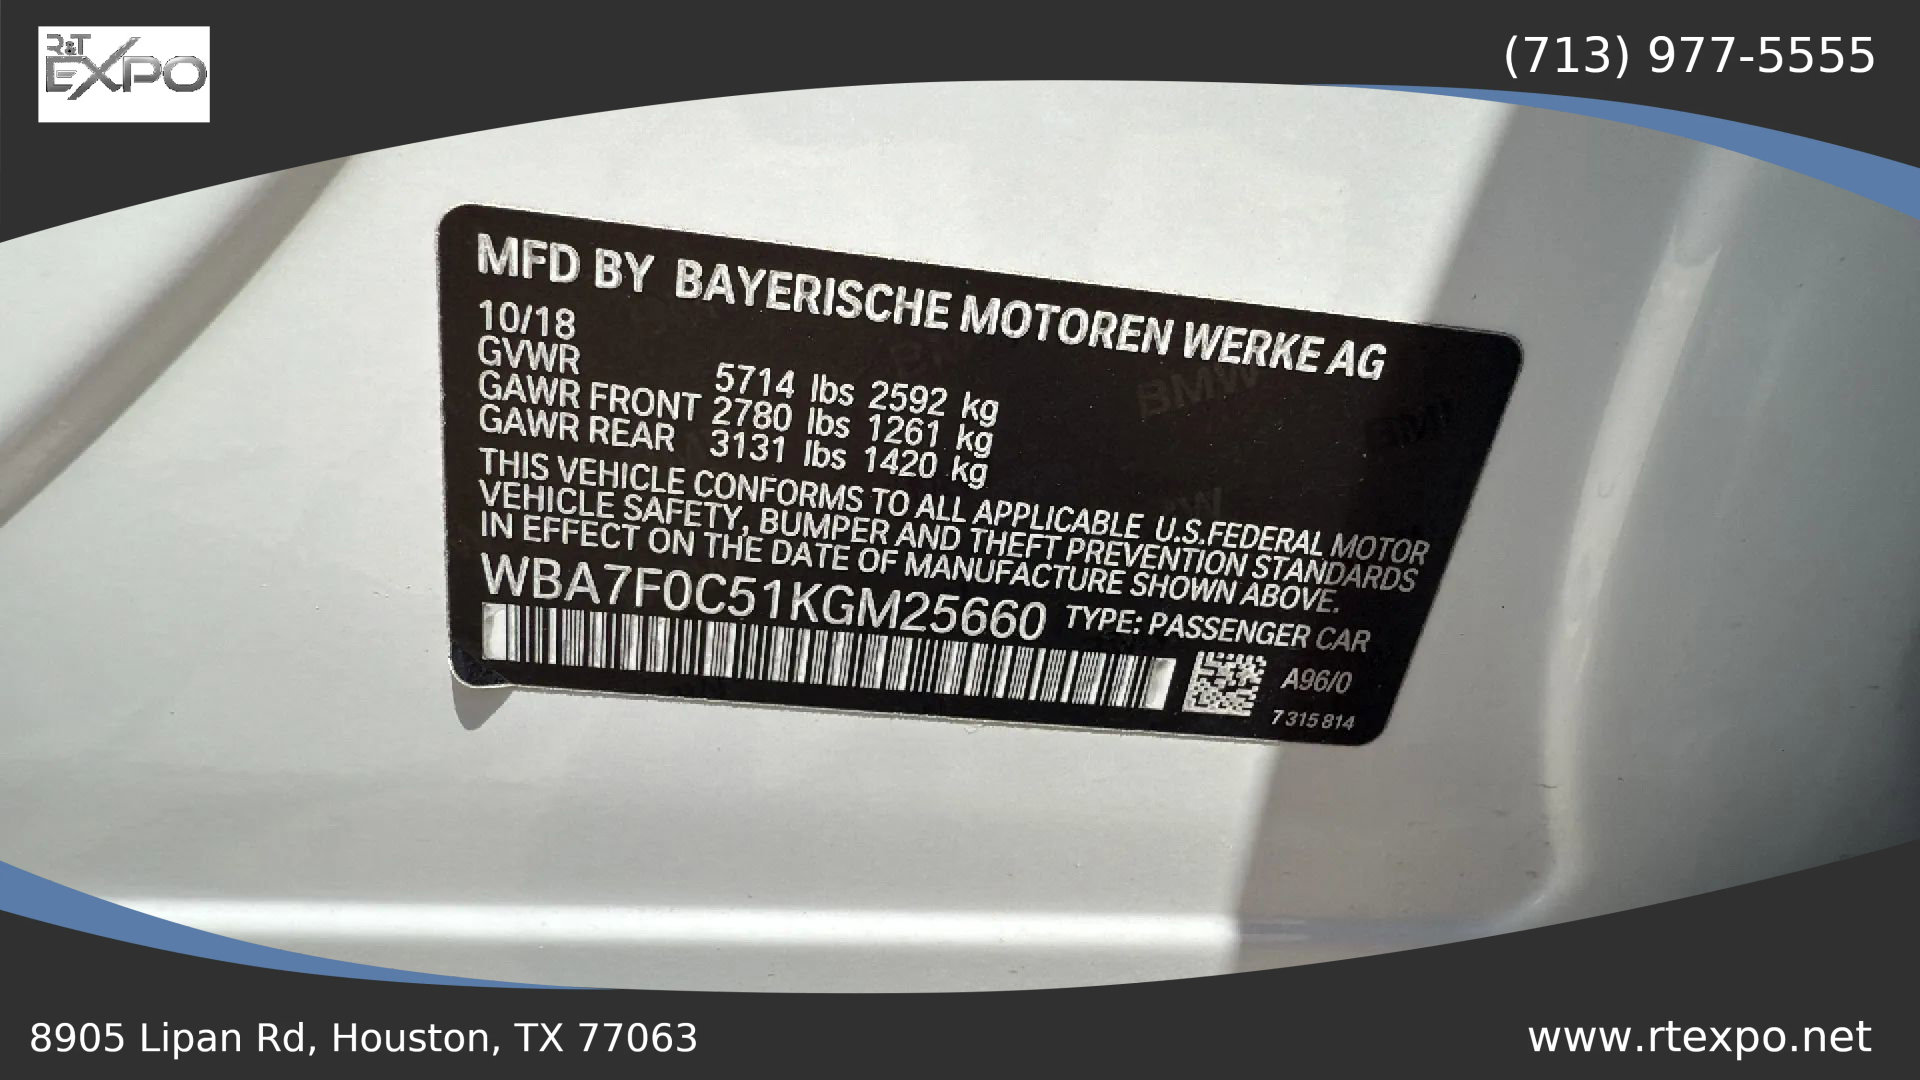 R&T
EXPO
(713) 977-5555
MFD BY BAYERISCHE MOTOREN WERKE AG
10/18
GVWR 5714 lbs 2592 kg
GAWR FRONT 2780 lbs 1261 kg
GAWR REAR 3131 lbs 1420 kg
THIS VEHICLE CONFORMS TO ALL APPLICABLE U.S.FEDERAL MOTOR
VEHICLE SAFETY, BUMPER AND THEFT PREVENTION STANDARDS
IN EFFECT ON THE DATE OF MANUFACTURE SHOWN ABOVE.
WBA7F0C51KGM25660 TYPE: PASSENGER CAR
A96/0
7 315 814
8905 Lipan Rd, Houston, TX 77063
www.rtexpo.net